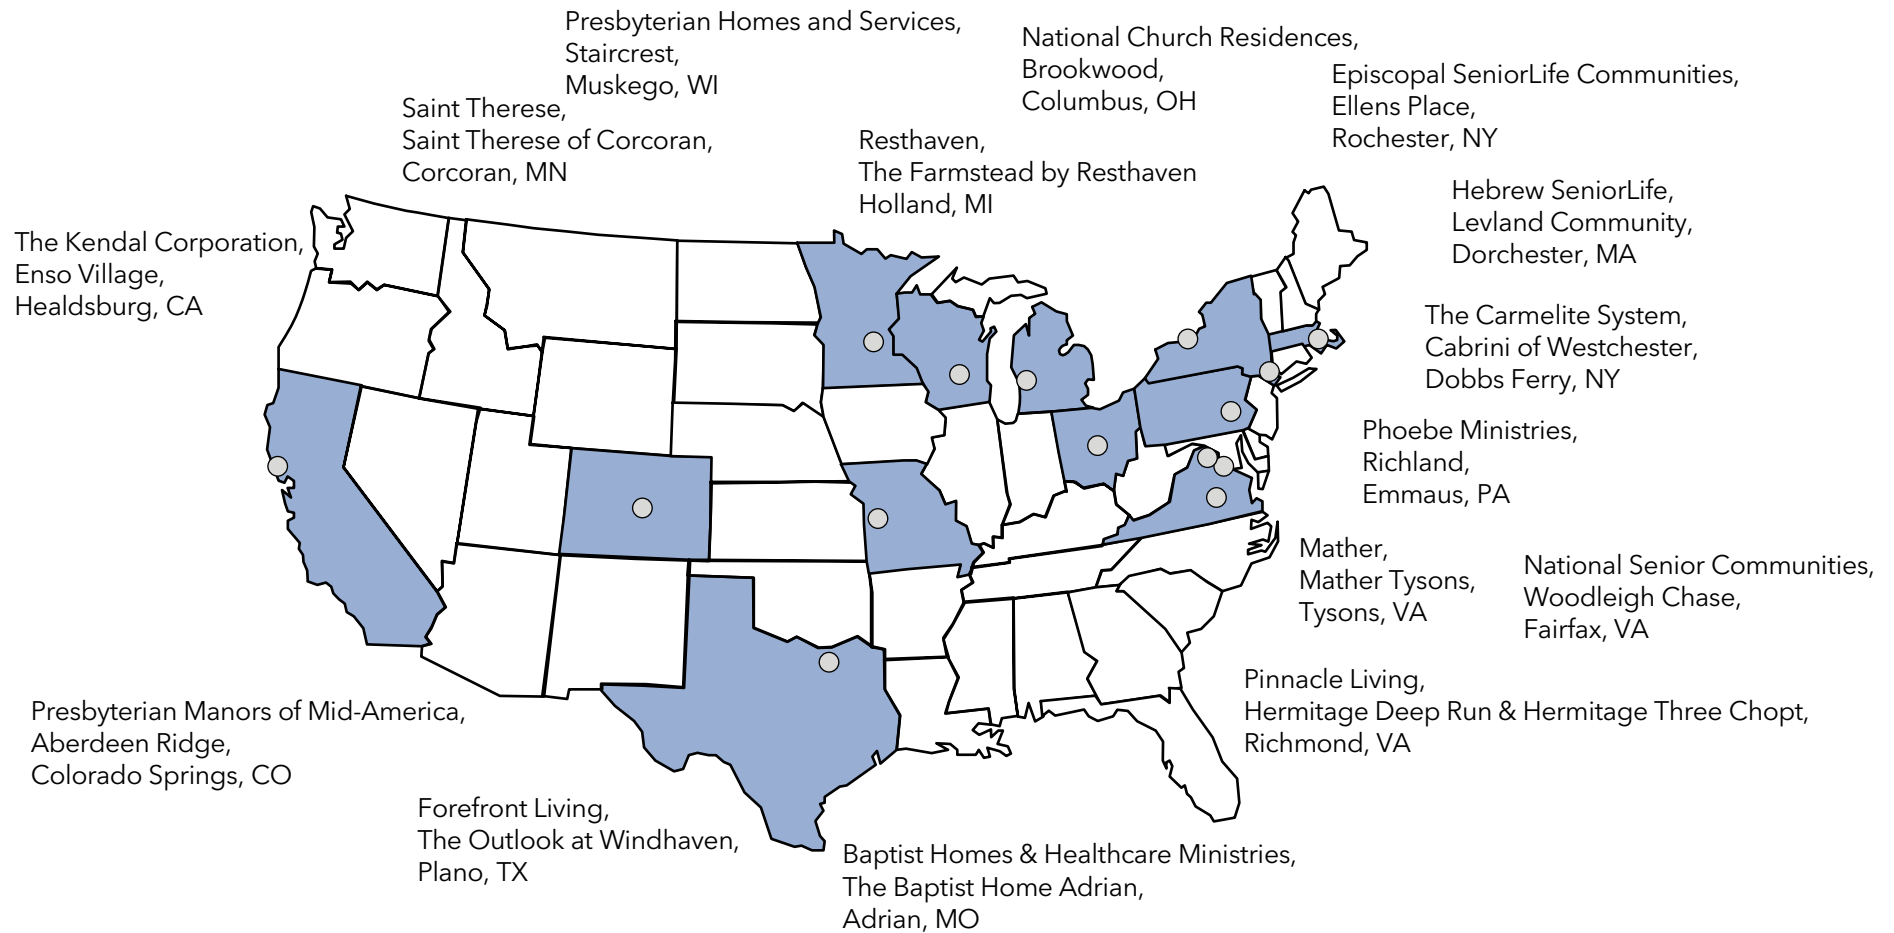 Presbyterian Homes and Services,
Staircrest,
Muskego, WI
National Church Residences,
Brookwood,
Columbus, OH
Episcopal SeniorLife Communities,
Ellens Place,
Rochester, NY
Saint Therese,
Saint Therese of Corcoran,
Corcoran, MN
Resthaven,
The Farmstead by Resthaven
Holland, MI
Hebrew SeniorLife,
Levland Community,
Dorchester, MA
The Kendal Corporation,
Enso Village,
Healdsburg, CA
The Carmelite System,
Cabrini of Westchester,
Dobbs Ferry, NY
Phoebe Ministries,
Richland,
Emmaus, PA
Mather,
Mather Tysons,
Tysons, VA
National Senior Communities,
Woodleigh Chase,
Fairfax, VA
Pinnacle Living,
Hermitage Deep Run & Hermitage Three Chopt,
Richmond, VA
Presbyterian Manors of Mid-America,
Aberdeen Ridge,
Colorado Springs, CO
Forefront Living,
The Outlook at Windhaven,
Plano, TX
Baptist Homes & Healthcare Ministries,
The Baptist Home Adrian,
Adrian, MO